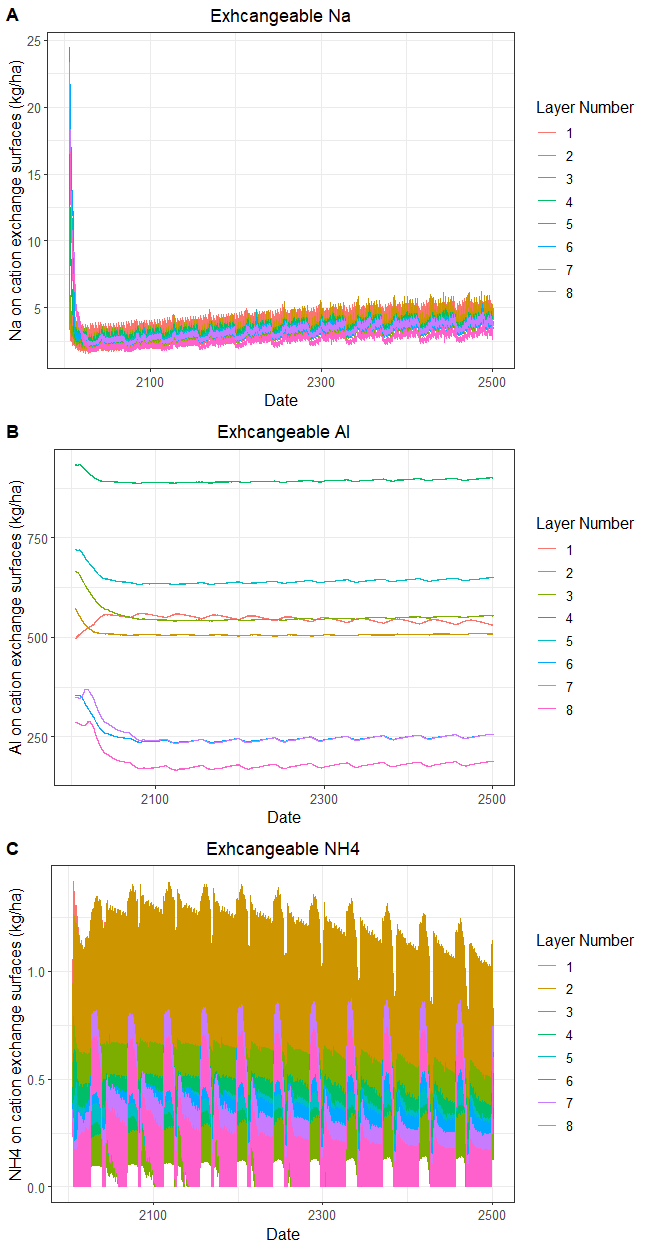 A
Exhcangeable Na
Na on cation exchange surfaces (kg/ha)
25
20
15
10
5
2100
2300
2500
Date
Layer Number
1
2
3
4
5
6
7
8
B
Exhcangeable Al
Al on cation exchange surfaces (kg/ha)
750
500
250
2100
2300
2500
Date
Layer Number
1
2
3
4
5
6
7
8
C
Exhcangeable NH4
NH4 on cation exchange surfaces (kg/ha)
1.0
0.5
0.0
2100
2300
2500
Date
Layer Number
1
2
3
4
5
6
7
8